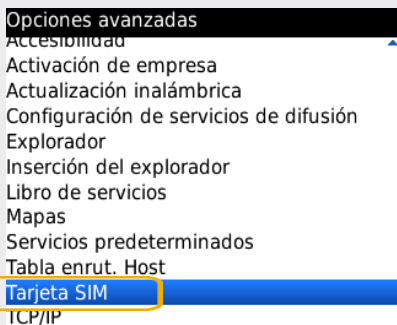 Opciones avanzadas
Accesibilidad
Activación de empresa
Actualización inalámbrica
Configuración de servicios de difusión
Explorador
Inserción del explorador
Libro de servicios
Mapas
Servicios predeterminados
Tabla enrut. Host
Tarjeta SIM
TCP/IP